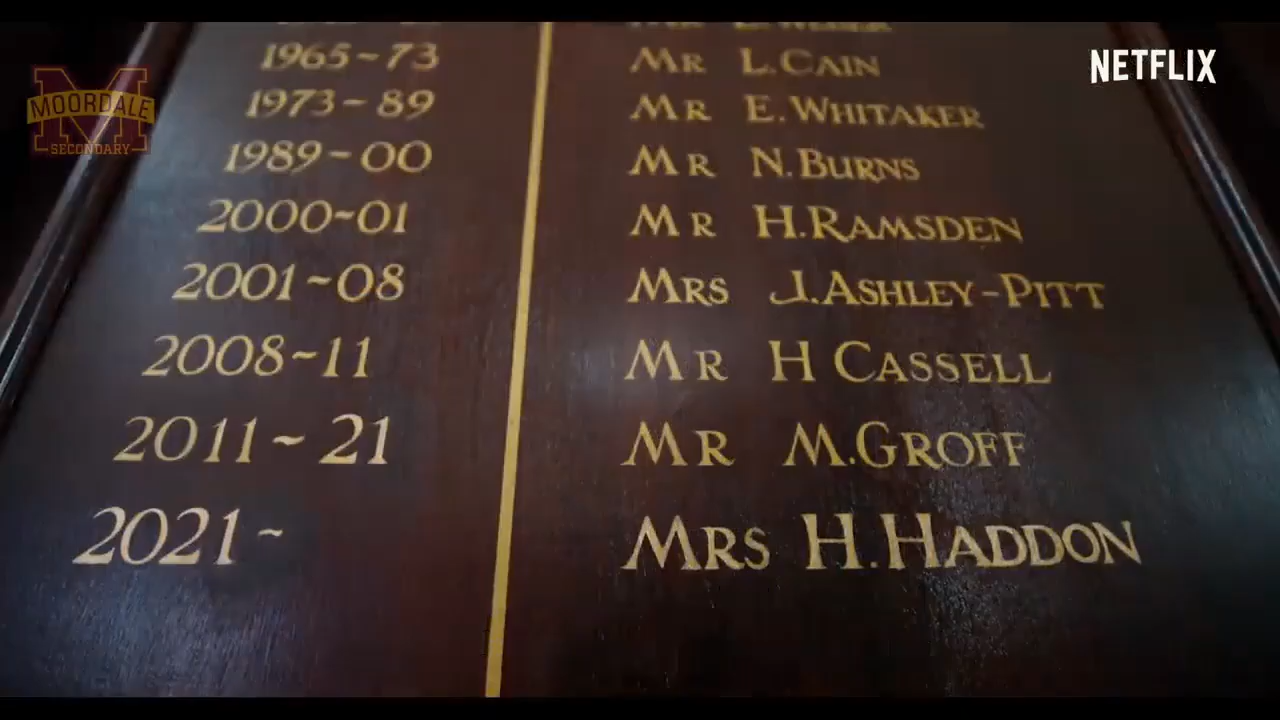 1965~73 MR L.CAIN
NETFLIX
MOORDALE
SECONDARY
1973~89 MR E.WHITAKER
1989~00 MR N.BURNS
2000~01 MR H.RAMSDEN
2001~08 MRS J.ASHLEY-PITT
2008~11 MR H CASSELL
2011~21 MR M.GROFF
2021~ MRS H.HADDON